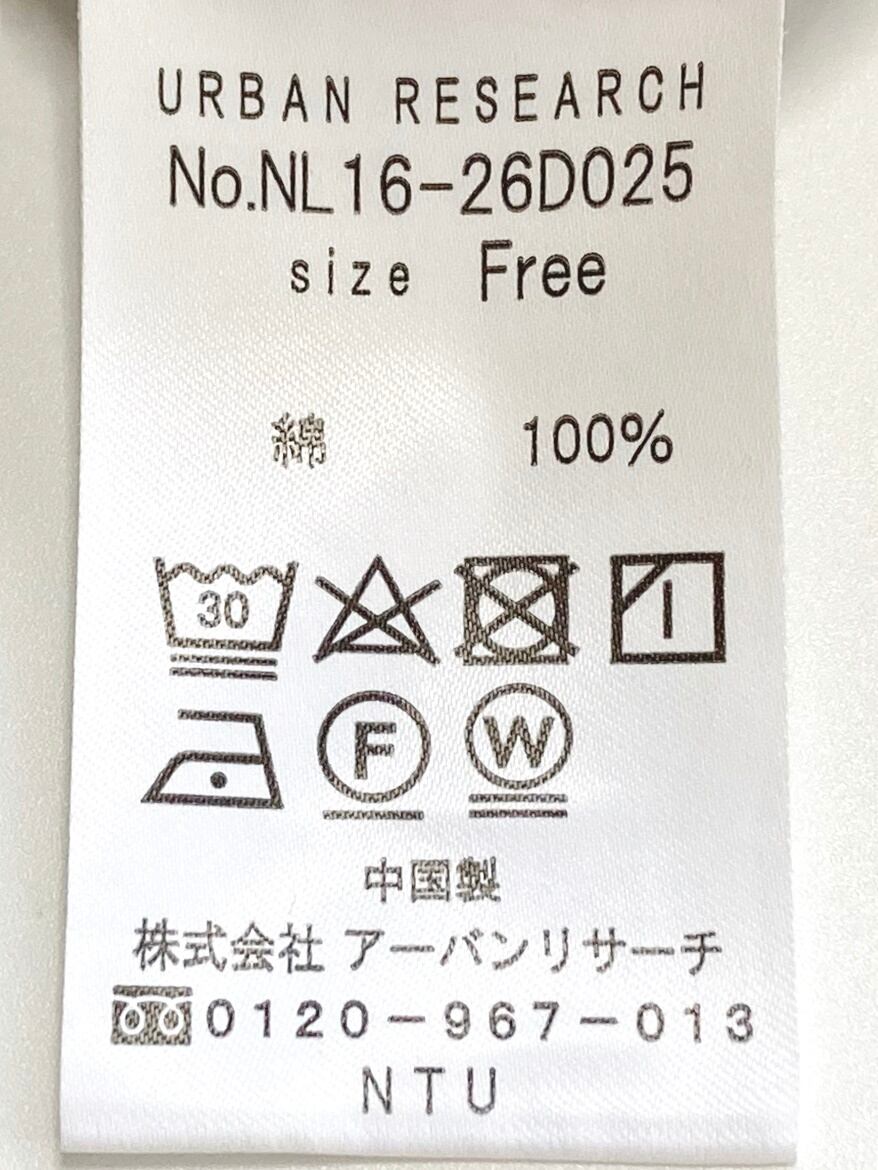 URBAN RESEARCH
No.NL16-26D025
size Free
綿 100%
30
F W
中国製
株式会社 アーバンリサーチ
0120-967-013
NTU